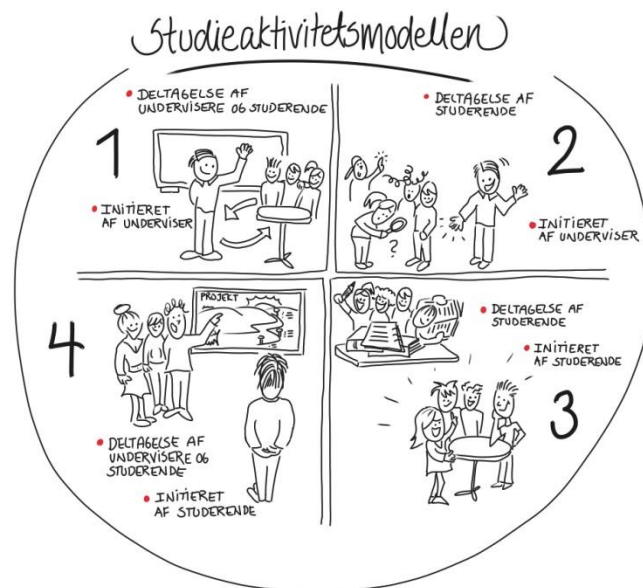 Studieaktivitetsmodellen
1
DELTAGELSE AF
UNDERVISERE OG STUDERENDE
INITIERET
AF UNDERVISER
2
DELTAGELSE AF
STUDERENDE
?
INITIERET
AF UNDERVISER
3
DELTAGELSE AF
STUDERENDE
INITIERET
AF STUDERENDE
4
PROJEKT
DELTAGELSE AF
UNDERVISERE OG
STUDERENDE
INITIERET
AF STUDERENDE